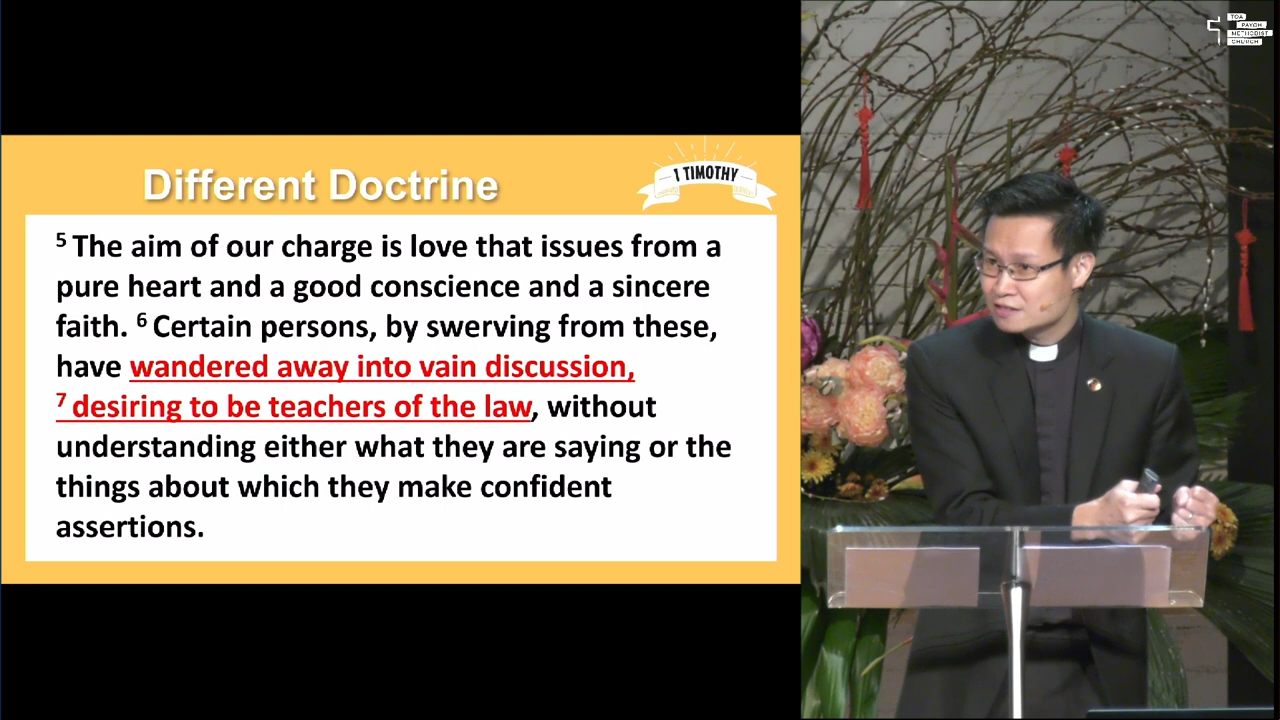 Different Doctrine
1 TIMOTHY
⁵ The aim of our charge is love that issues from a
pure heart and a good conscience and a sincere
faith. ⁶ Certain persons, by swerving from these,
have wandered away into vain discussion,
⁷ desiring to be teachers of the law, without
understanding either what they are saying or the
things about which they make confident
assertions.
TOA
PAYOH
METHODIST
CHURCH